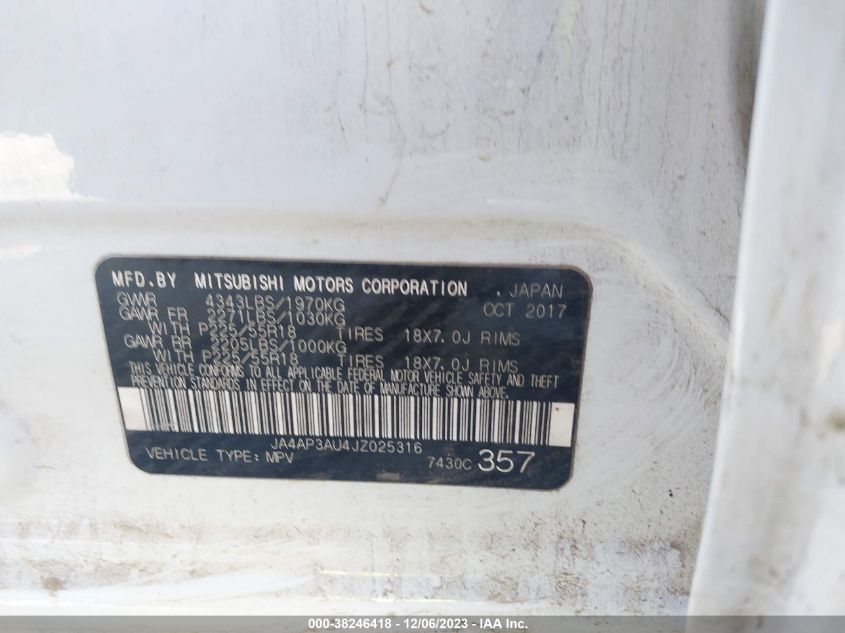 MFD.BY MITSUBISHI MOTORS CORPORATION , JAPAN
GVWR 4343LBS/1970KG OCT 2017
GAWR FR 2271LBS/1030KG
WITH P225/55R18 TIRES 18X7.0J RIMS
GAWR RR 2205LBS/1000KG
WITH P225/55R18 TIRES 18X7.0J RIMS
THIS VEHICLE CONFORMS TO ALL APPLICABLE FEDERAL MOTOR VEHICLE SAFETY AND THEFT
PREVENTION STANDARDS IN EFFECT ON THE DATE OF MANUFACTURE SHOWN ABOVE.
JA4AP3AU4JZ025316
VEHICLE TYPE: MPV 7430C 357
000-38246418 - 12/06/2023 - IAA Inc.